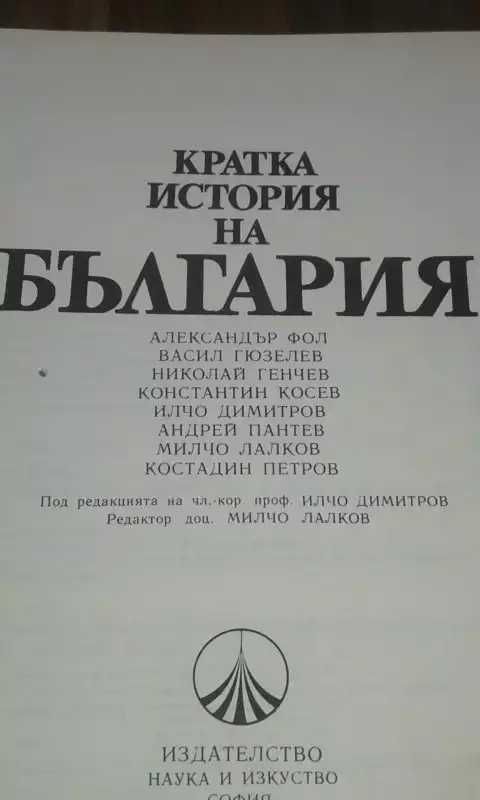 КРАТКА
ИСТОРИЯ
НА
БЪЛГАРИЯ
АЛЕКСАНДЪР ФОЛ
ВАСИЛ ГЮЗЕЛЕВ
НИКОЛАЙ ГЕНЧЕВ
КОНСТАНТИН КОСЕВ
ИЛЧО ДИМИТРОВ
АНДРЕЙ ПАНТЕВ
МИЛЧО ЛАЛКОВ
КОСТАДИН ПЕТРОВ
Под редакцията на чл.-кор проф. ИЛЧО ДИМИТРОВ
Редактор доц. МИЛЧО ЛАЛКОВ
ИЗДАТЕЛСТВО
НАУКА И ИЗКУСТВО
СОФИЯ